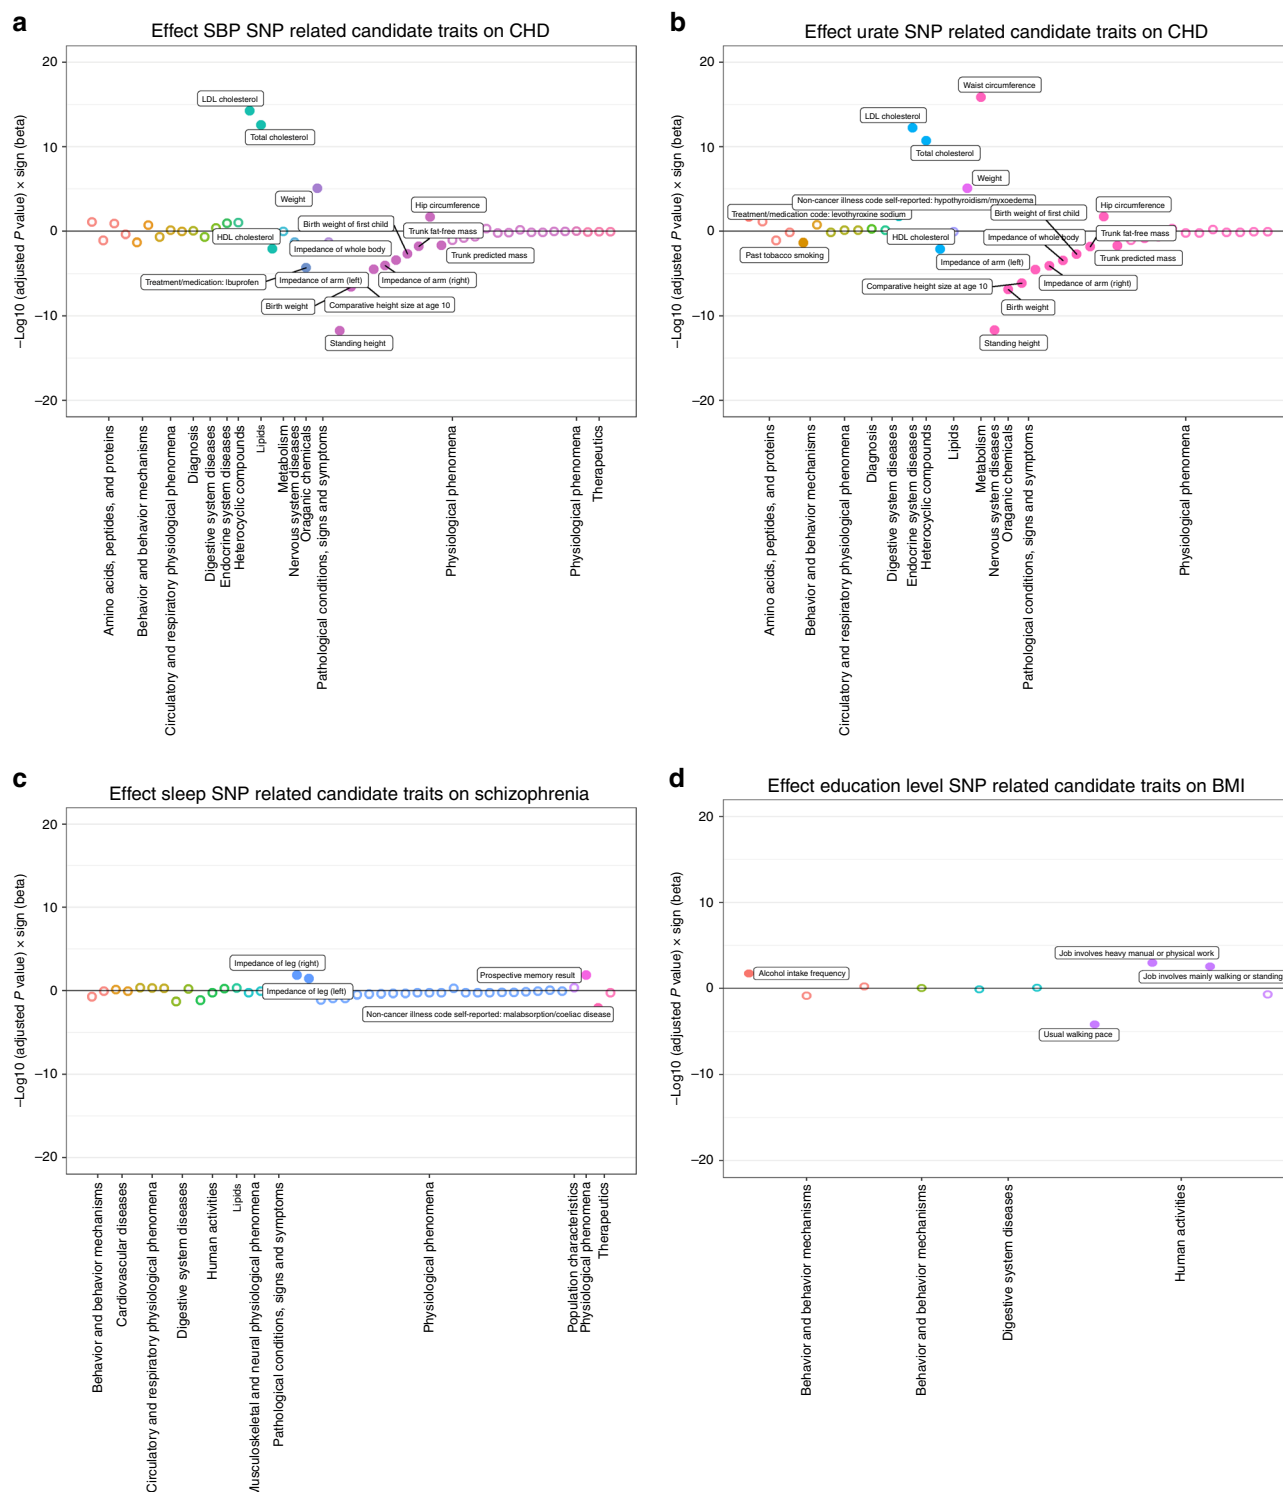 a
Effect SBP SNP related candidate traits on CHD
−Log10 (adjusted P value) × sign (beta)
20
10
0
−10
−20
LDL cholesterol
Total cholesterol
Weight
Hip circumference
Birth weight of first child
Trunk fat-free mass
HDL cholesterol
Impedance of whole body
Trunk predicted mass
Treatment/medication: Ibuprofen
Impedance of arm (left)
Impedance of arm (right)
Birth weight
Comparative height size at age 10
Standing height
Amino acids, peptides, and proteins
Behavior and behavior mechanisms
Circulatory and respiratory physiological phenomena
Diagnosis
Digestive system diseases
Endocrine system diseases
Heterocyclic compounds
Lipids
Metabolism
Nervous system diseases
Oraganic chemicals
Pathological conditions, signs and symptoms
Physiological phenomena
Physiological phenomena
Therapeutics
b
Effect urate SNP related candidate traits on CHD
−Log10 (adjusted P value) × sign (beta)
20
10
0
−10
−20
Waist circumference
LDL cholesterol
Total cholesterol
Weight
Non-cancer illness code self-reported: hypothyroidism/myxoedema
Hip circumference
Treatment/medication code: levothyroxine sodium
Birth weight of first child
HDL cholesterol
Impedance of whole body
Trunk fat-free mass
Past tobacco smoking
Impedance of arm (left)
Trunk predicted mass
Comparative height size at age 10
Impedance of arm (right)
Birth weight
Standing height
Amino acids, peptides, and proteins
Behavior and behavior mechanisms
Circulatory and respiratory physiological phenomena
Diagnosis
Digestive system diseases
Endocrine system diseases
Heterocyclic compounds
Lipids
Metabolism
Nervous system diseases
Oraganic chemicals
Pathological conditions, signs and symptoms
Physiological phenomena
c
Effect sleep SNP related candidate traits on schizophrenia
−Log10 (adjusted P value) × sign (beta)
20
10
0
−10
−20
Impedance of leg (right)
Impedance of leg (left)
Prospective memory result
Non-cancer illness code self-reported: malabsorption/coeliac disease
Behavior and behavior mechanisms
Cardiovascular diseases
Circulatory and respiratory physiological phenomena
Digestive system diseases
Human activities
Lipids
Musculoskeletal and neural physiological phenomena
Pathological conditions, signs and symptoms
Physiological phenomena
Population characteristics
Physiological phenomena
Therapeutics
d
Effect education level SNP related candidate traits on BMI
−Log10 (adjusted P value) × sign (beta)
20
10
0
−10
−20
Alcohol intake frequency
Job involves heavy manual or physical work
Job involves mainly walking or standing
Usual walking pace
Behavior and behavior mechanisms
Behavior and behavior mechanisms
Digestive system diseases
Human activities